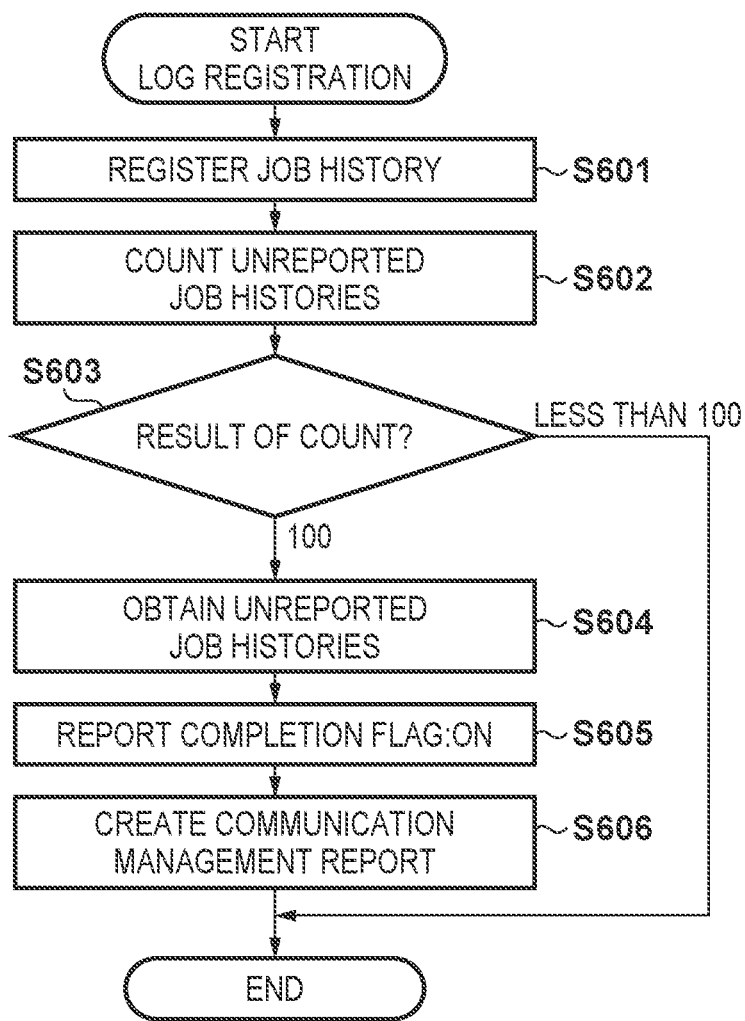 START
LOG REGISTRATION
REGISTER JOB HISTORY
S601
COUNT UNREPORTED
JOB HISTORIES
S602
S603
RESULT OF COUNT?
LESS THAN 100
100
OBTAIN UNREPORTED
JOB HISTORIES
S604
REPORT COMPLETION FLAG:ON
S605
CREATE COMMUNICATION
MANAGEMENT REPORT
S606
END